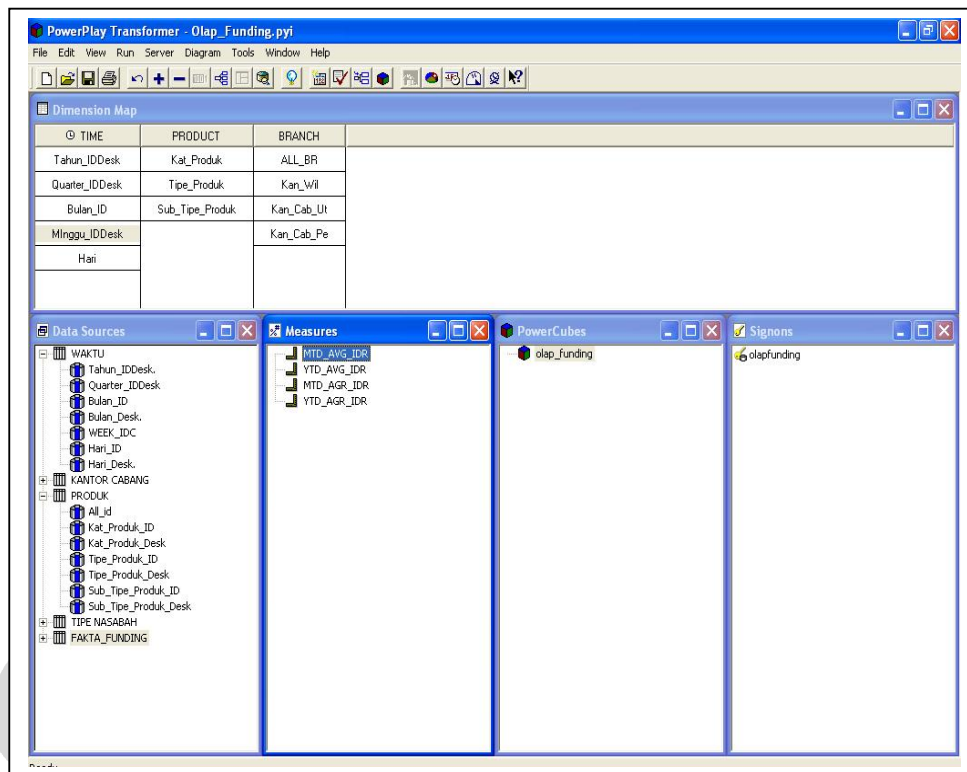 PowerPlay Transformer - Olap_Funding.pyi
File Edit View Run Server Diagram Tools Window Help
Dimension Map
TIME PRODUCT BRANCH
Tahun_IDDesk Kat_Produk ALL_BR
Quarter_IDDesk Tipe_Produk Kan_Wil
Bulan_ID Sub_Tipe_Produk Kan_Cab_Ut
MInggu_IDDesk Kan_Cab_Pe
Hari
Data Sources
WAKTU
Tahun_IDDesk.
Quarter_IDDesk
Bulan_ID
Bulan_Desk.
WEEK_IDC
Hari_ID
Hari_Desk.
KANTOR CABANG
PRODUK
All_id
Kat_Produk_ID
Kat_Produk_Desk
Tipe_Produk_ID
Tipe_Produk_Desk
Sub_Tipe_Produk_ID
Sub_Tipe_Produk_Desk
TIPE NASABAH
FAKTA_FUNDING
Measures
MTD_AVG_IDR
YTD_AVG_IDR
MTD_AGR_IDR
YTD_AGR_IDR
PowerCubes
olap_funding
Signons
olapfunding